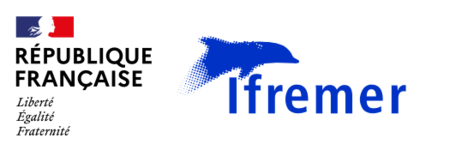 RÉPUBLIQUE
FRANÇAISE
Liberté
Égalité
Fraternité
Ifremer